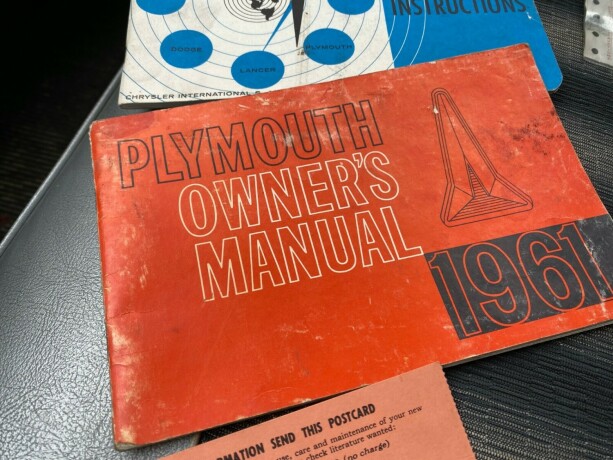 INSTRUCTIONS
DODGE
PLYMOUTH
LANCER
CHRYSLER INTERNATIONAL
PLYMOUTH
OWNER'S
MANUAL
1961
SEND THIS POSTCARD
care and maintenance of your new
check literature wanted:
(no charge)